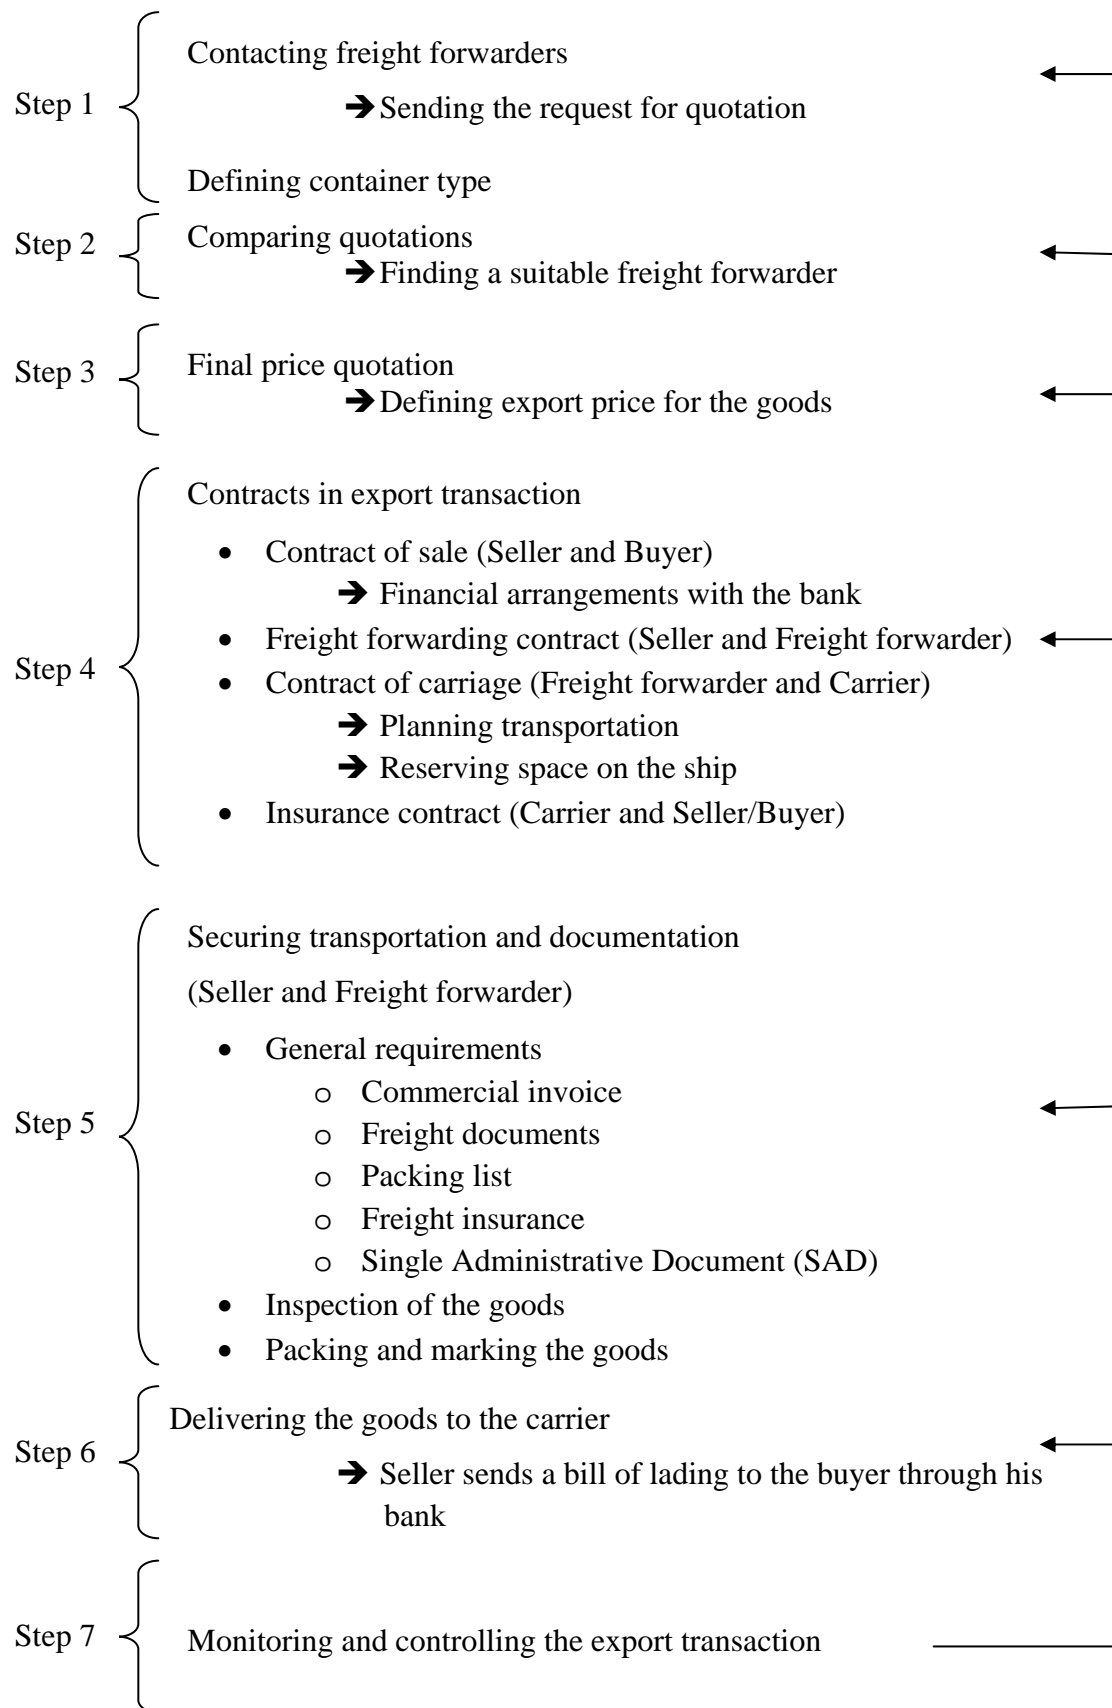 Step 1
Contacting freight forwarders
➔ Sending the request for quotation
Defining container type
Step 2
Comparing quotations
➔ Finding a suitable freight forwarder
Step 3
Final price quotation
➔ Defining export price for the goods
Step 4
Contracts in export transaction
• Contract of sale (Seller and Buyer)
➔ Financial arrangements with the bank
• Freight forwarding contract (Seller and Freight forwarder)
• Contract of carriage (Freight forwarder and Carrier)
➔ Planning transportation
➔ Reserving space on the ship
• Insurance contract (Carrier and Seller/Buyer)
Step 5
Securing transportation and documentation
(Seller and Freight forwarder)
• General requirements
o Commercial invoice
o Freight documents
o Packing list
o Freight insurance
o Single Administrative Document (SAD)
• Inspection of the goods
• Packing and marking the goods
Step 6
Delivering the goods to the carrier
➔ Seller sends a bill of lading to the buyer through his
bank
Step 7
Monitoring and controlling the export transaction